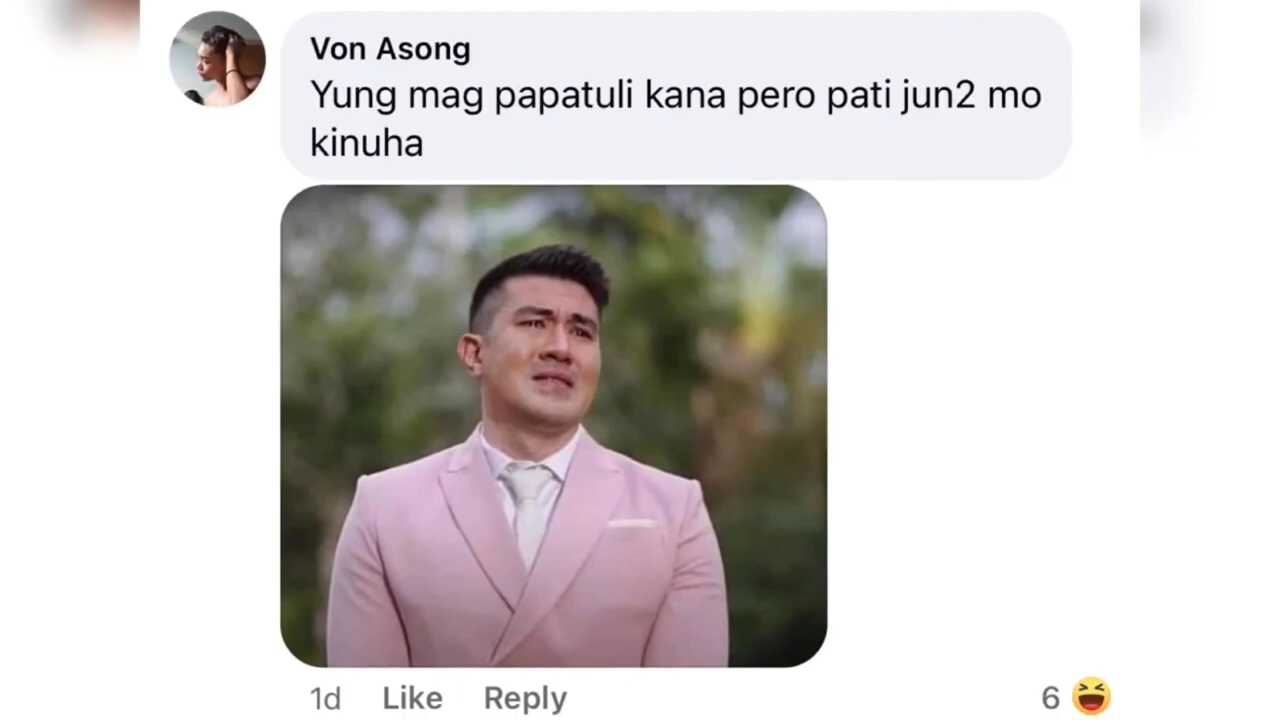 Von Asong
Yung mag papatuli kana pero pati jun2 mo
kinuha
1d Like Reply 6